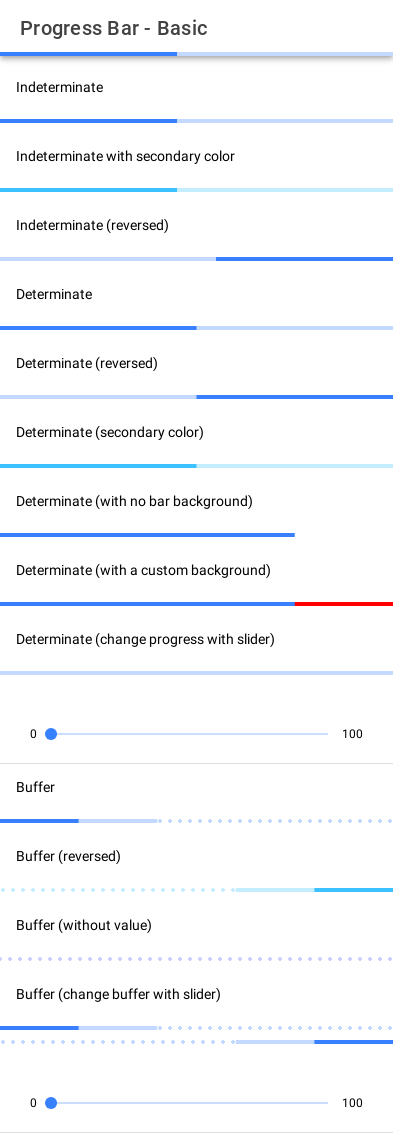 Progress Bar - Basic
Indeterminate
Indeterminate with secondary color
Indeterminate (reversed)
Determinate
Determinate (reversed)
Determinate (secondary color)
Determinate (with no bar background)
Determinate (with a custom background)
Determinate (change progress with slider)
0 100
Buffer
Buffer (reversed)
Buffer (without value)
Buffer (change buffer with slider)
0 100